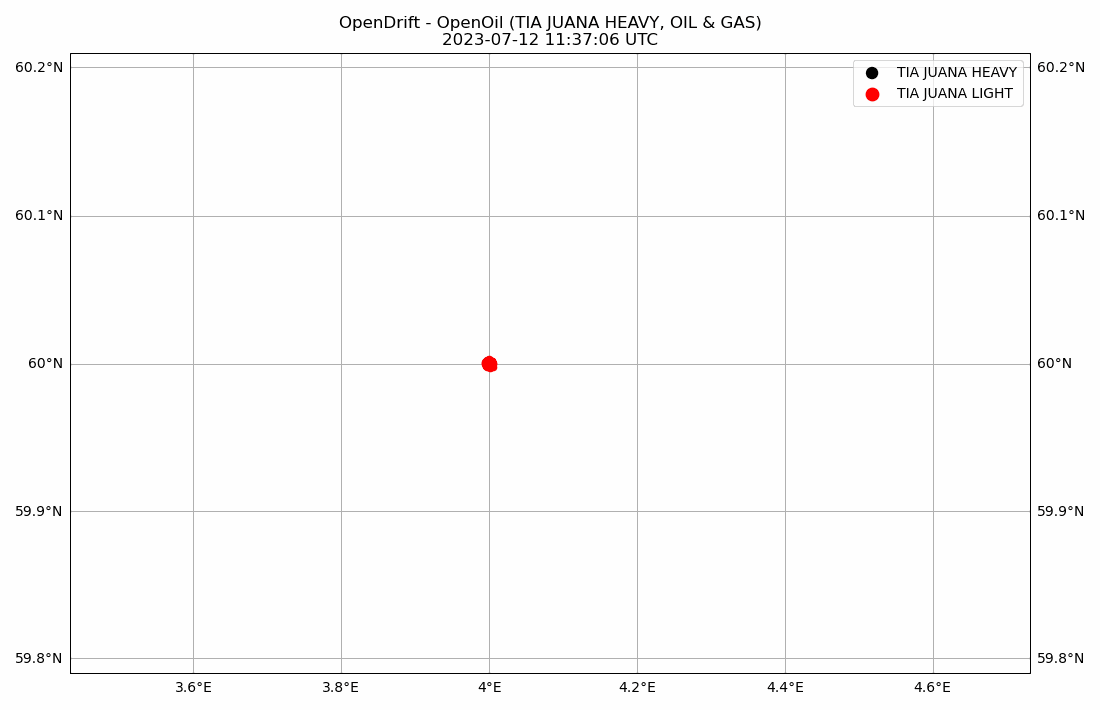 OpenDrift - OpenOil (TIA JUANA HEAVY, OIL & GAS)
2023-07-12 11:37:06 UTC
60.2°N
60.2°N
TIA JUANA HEAVY
TIA JUANA LIGHT
60.1°N
60.1°N
60°N
60°N
59.9°N
59.9°N
59.8°N
59.8°N
3.6°E
3.8°E
4°E
4.2°E
4.4°E
4.6°E